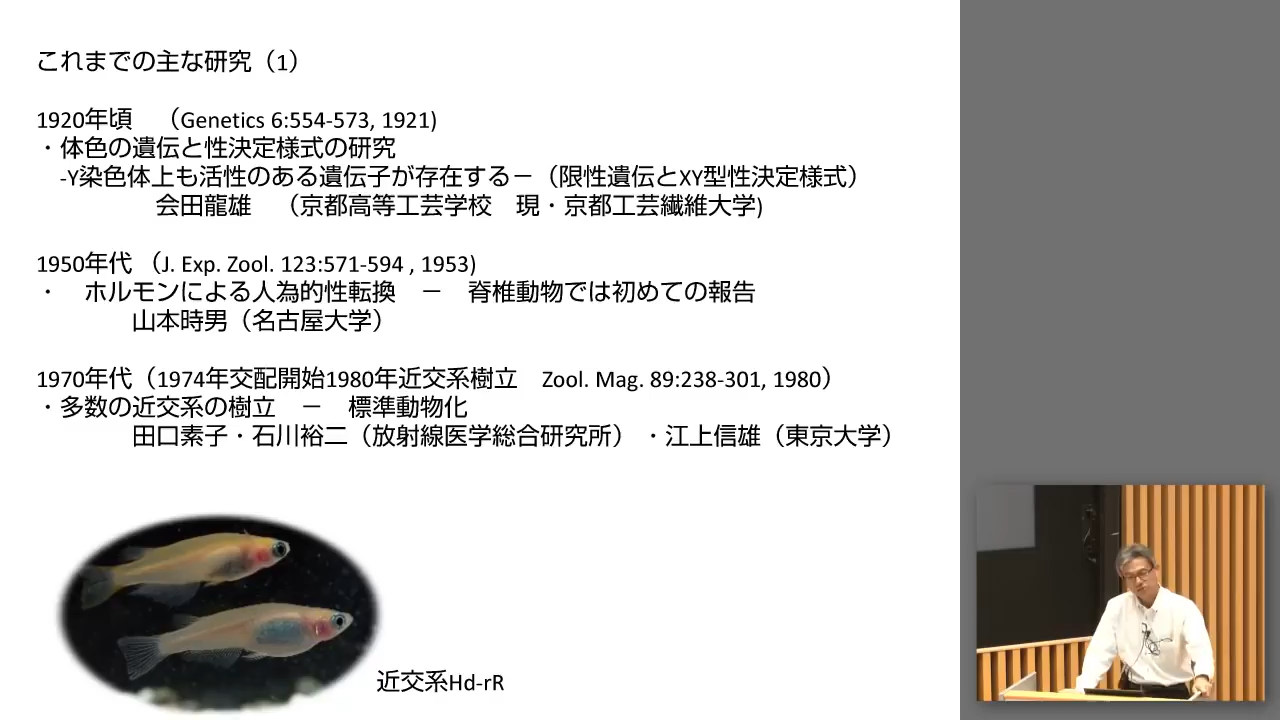 これまでの主な研究（1）
1920年頃　（Genetics 6:554-573, 1921)
・体色の遺伝と性決定様式の研究
-Y染色体上も活性のある遺伝子が存在する－（限性遺伝とXY型性決定様式）
会田龍雄　（京都高等工芸学校　現・京都工芸繊維大学)
1950年代 （J. Exp. Zool. 123:571-594 , 1953)
・　ホルモンによる人為的性転換　－　脊椎動物では初めての報告
山本時男（名古屋大学）
1970年代（1974年交配開始1980年近交系樹立　Zool. Mag. 89:238-301, 1980）
・多数の近交系の樹立　－　標準動物化
田口素子・石川裕二（放射線医学総合研究所）・江上信雄（東京大学）
近交系Hd-rR